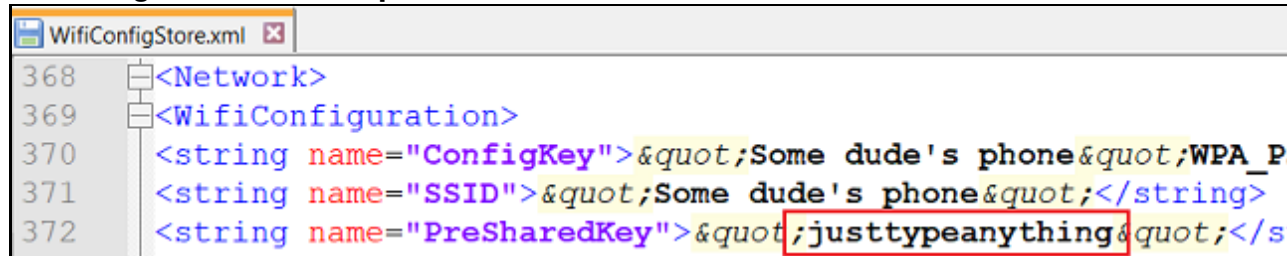 WifiConfigStore.xml
368 <Network>
369 <WifiConfiguration>
370 <string name="ConfigKey">&quot;Some dude's phone&quot;WPA_P
371 <string name="SSID">&quot;Some dude's phone&quot;</string>
372 <string name="PreSharedKey">&quot;justtypeanything&quot;</s